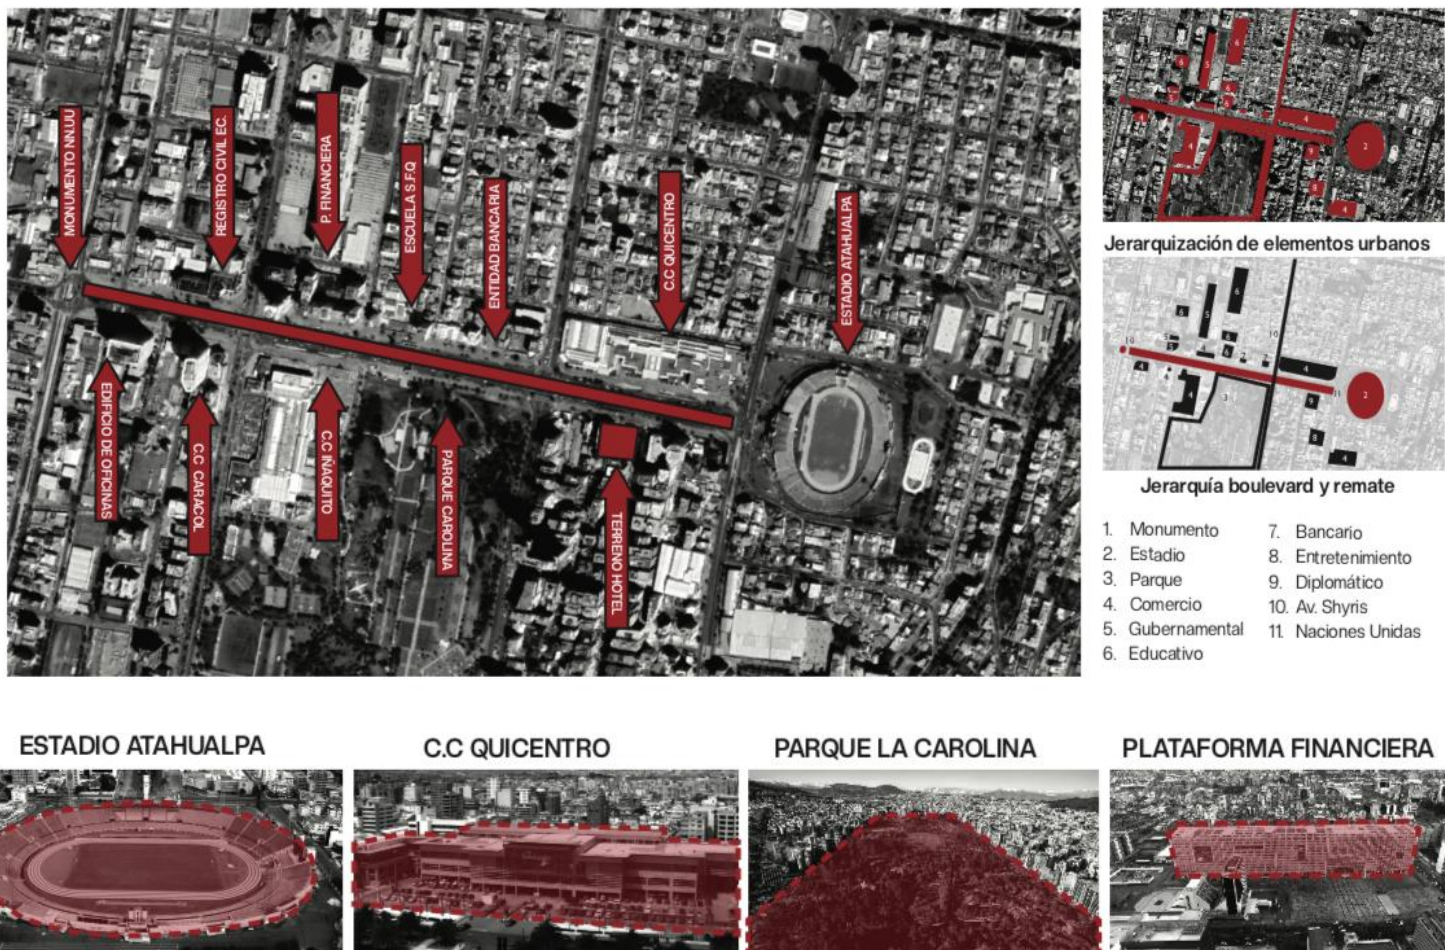 MONUMENTO NN.UU
REGISTRO CIVIL EC.
P. FINANCIERA
ESCUELA S.F.Q
ENTIDAD BANCARIA
C.C QUICENTRO
ESTADIO ATAHUALPA
EDIFICIO DE OFICINAS
C.C CARACOL
C.C IÑAQUITO
PARQUE CAROLINA
TERRENO HOTEL
Jerarquización de elementos urbanos
Jerarquía boulevard y remate
1. Monumento
2. Estadio
3. Parque
4. Comercio
5. Gubernamental
6. Educativo
7. Bancario
8. Entretenimiento
9. Diplomático
10. Av. Shyris
11. Naciones Unidas
ESTADIO ATAHUALPA
C.C QUICENTRO
PARQUE LA CAROLINA
PLATAFORMA FINANCIERA